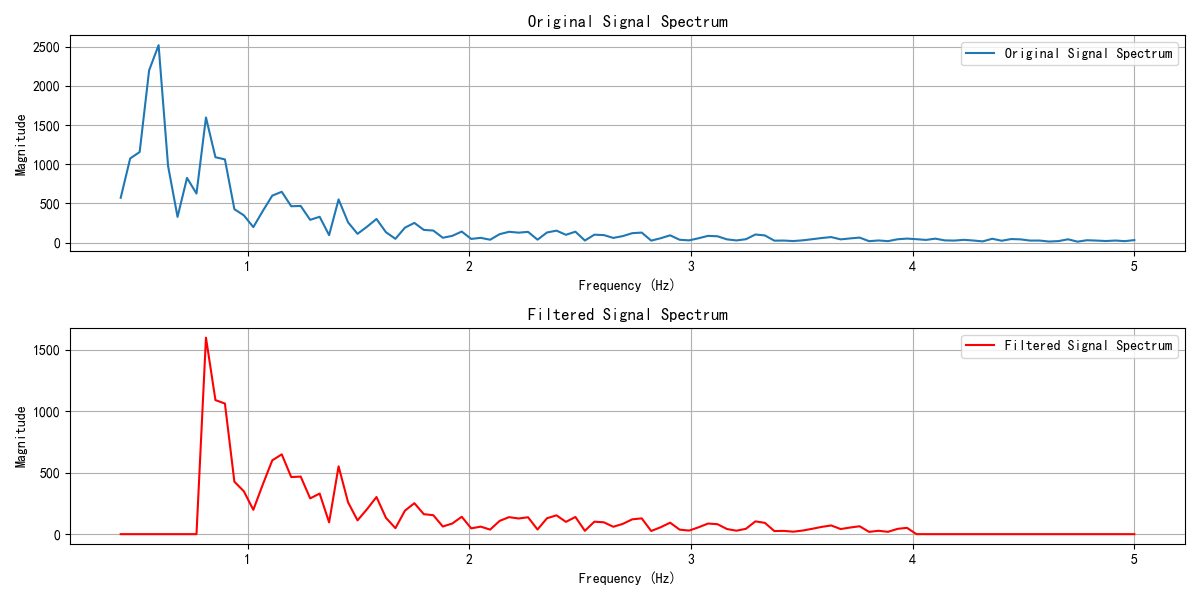 Original Signal Spectrum
Original Signal Spectrum
Magnitude
2500
2000
1500
1000
500
0
1
2
3
4
5
Frequency (Hz)
Filtered Signal Spectrum
Filtered Signal Spectrum
Magnitude
1500
1000
500
0
1
2
3
4
5
Frequency (Hz)